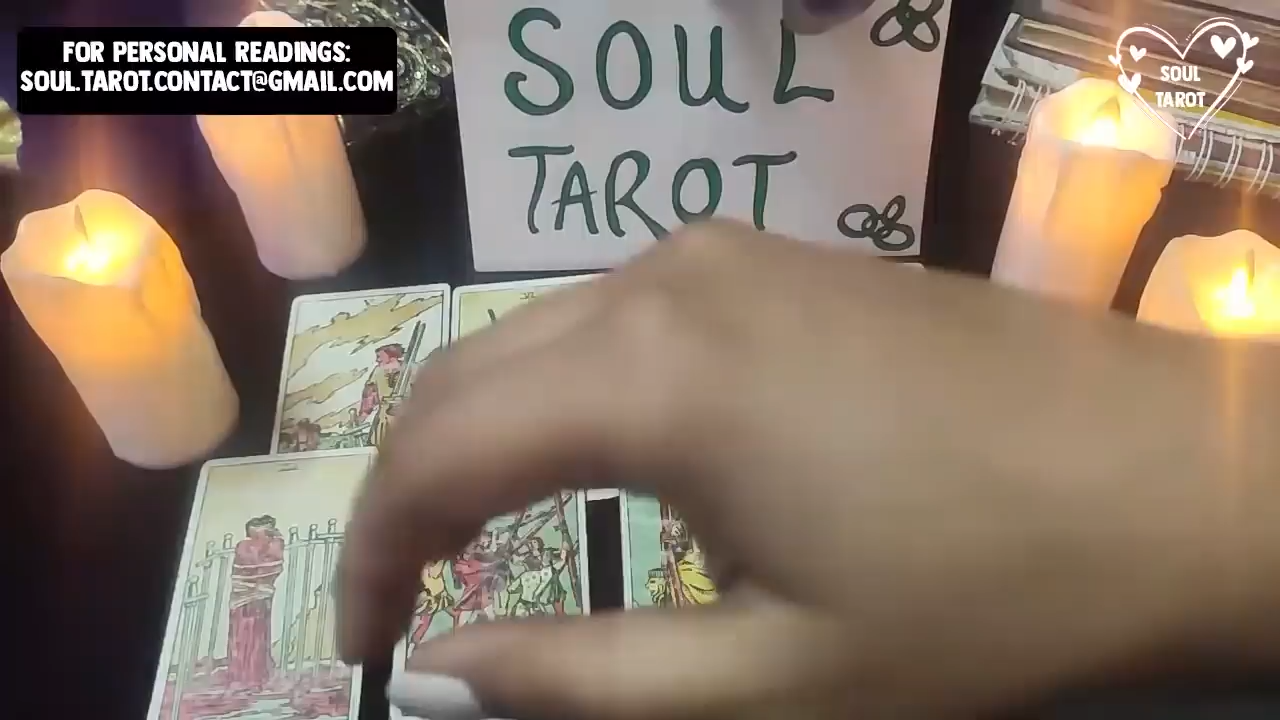 FOR PERSONAL READINGS:
SOUL.TAROT.CONTACT@GMAIL.COM
SOUL
TAROT
SOUL
TAROT